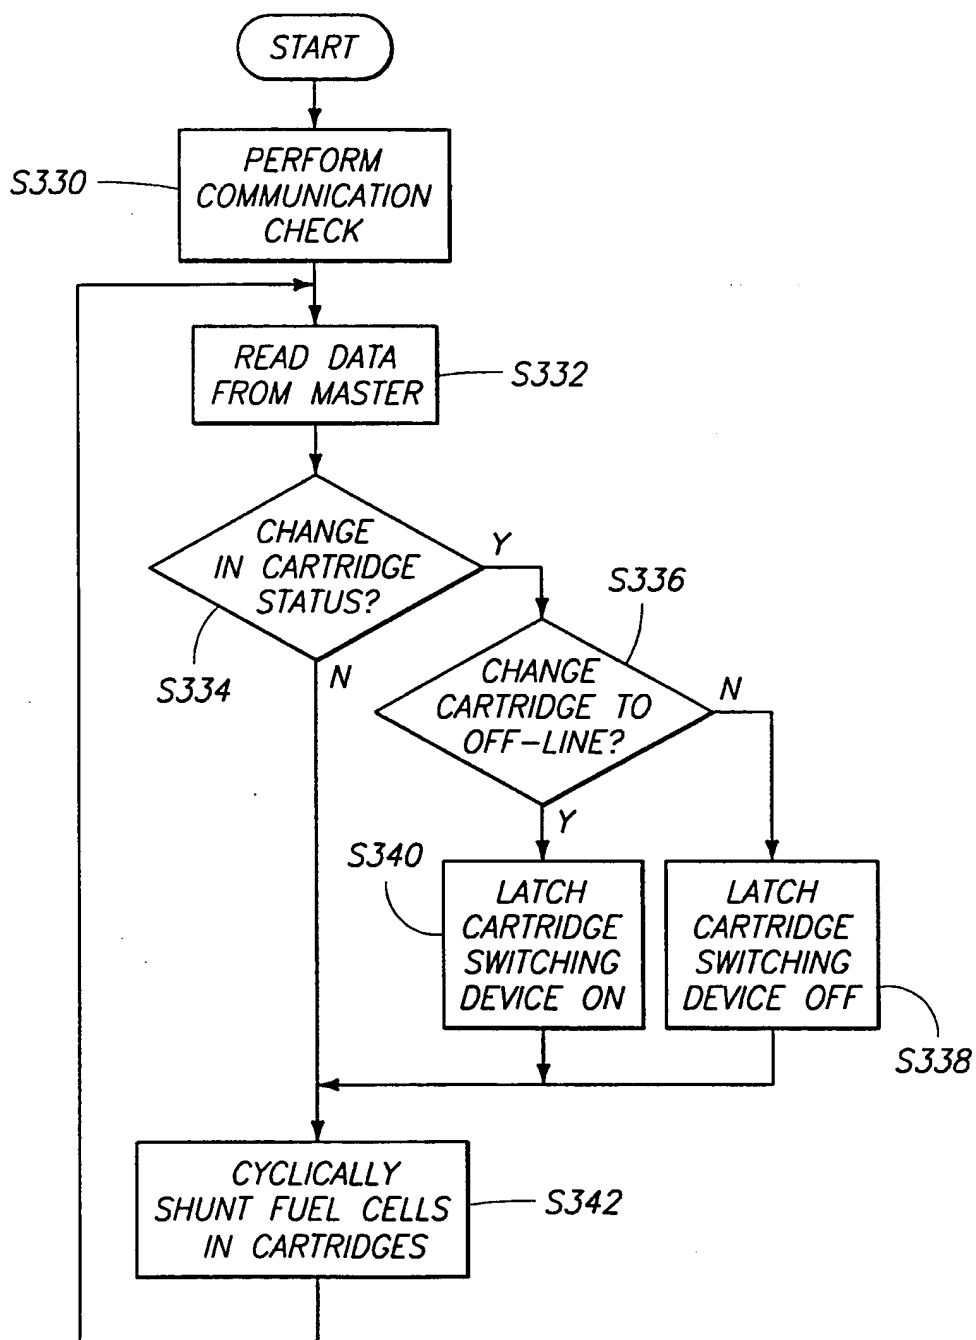 START
PERFORM
COMMUNICATION
CHECK
S330
READ DATA
FROM MASTER
S332
CHANGE
IN CARTRIDGE
STATUS?
Y
N
S334
S336
CHANGE
CARTRIDGE TO
OFF-LINE?
N
Y
S340
LATCH
CARTRIDGE
SWITCHING
DEVICE ON
LATCH
CARTRIDGE
SWITCHING
DEVICE OFF
S338
CYCLICALLY
SHUNT FUEL CELLS
IN CARTRIDGES
S342